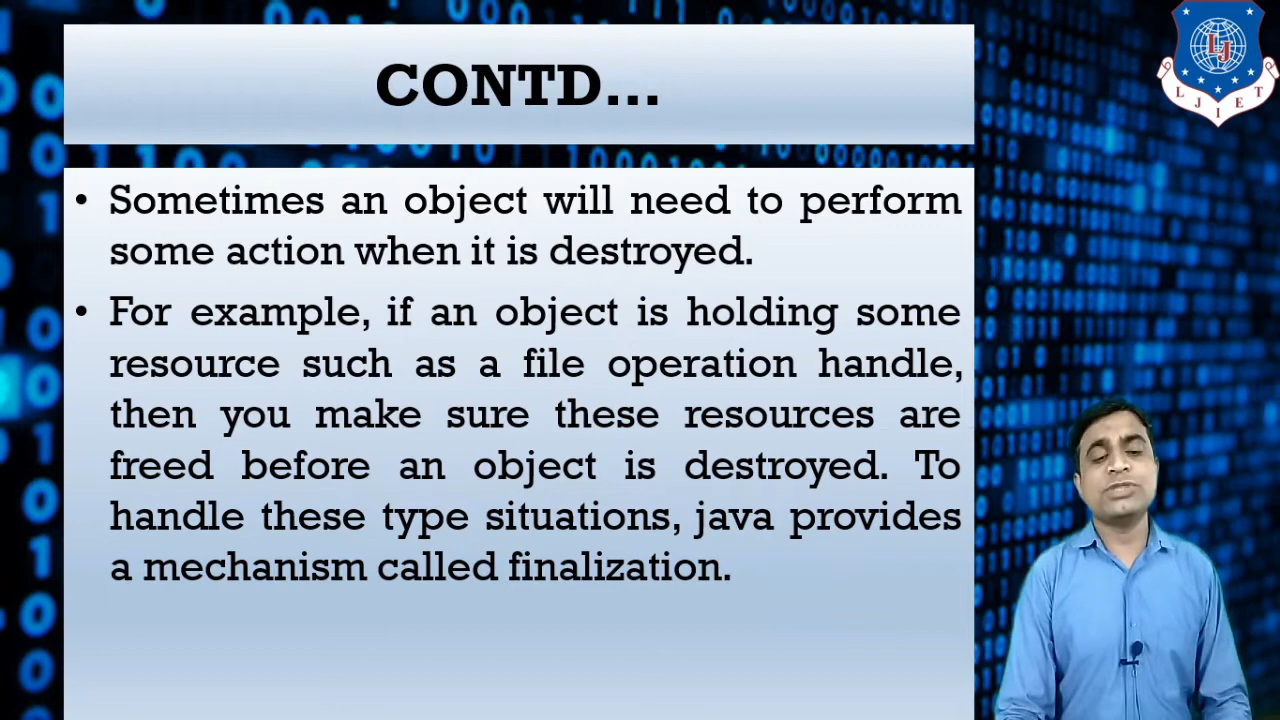 CONTD...
• Sometimes an object will need to perform
some action when it is destroyed.
• For example, if an object is holding some
resource such as a file operation handle,
then you make sure these resources are
freed before an object is destroyed. To
handle these type situations, java provides
a mechanism called finalization.
LJ
L J I E T